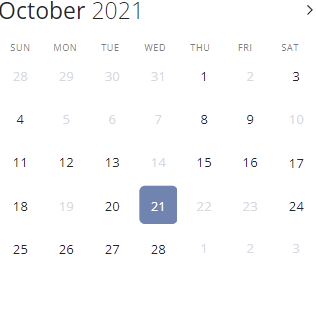 October 2021
SUN MON TUE WED THU FRI SAT
28 29 30 31 1 2 3
4 5 6 7 8 9 10
11 12 13 14 15 16 17
18 19 20 21 22 23 24
25 26 27 28 1 2 3